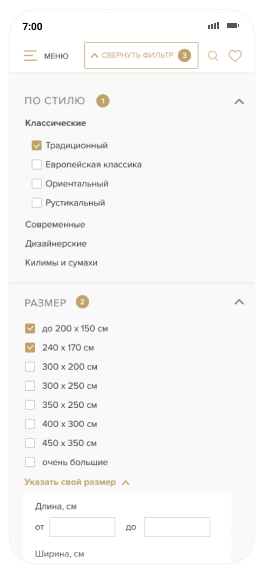 7:00
МЕНЮ
СВЕРНУТЬ ФИЛЬТР 3
ПО СТИЛЮ 1
Классические
Традиционный
Европейская классика
Ориентальный
Рустикальный
Современные
Дизайнерские
Килимы и сумахи
РАЗМЕР 2
до 200 x 150 см
240 x 170 см
300 x 200 см
300 x 250 см
350 x 250 см
400 x 300 см
450 x 350 см
очень большие
Указать свой размер
Длина, см
от до
Ширина, см